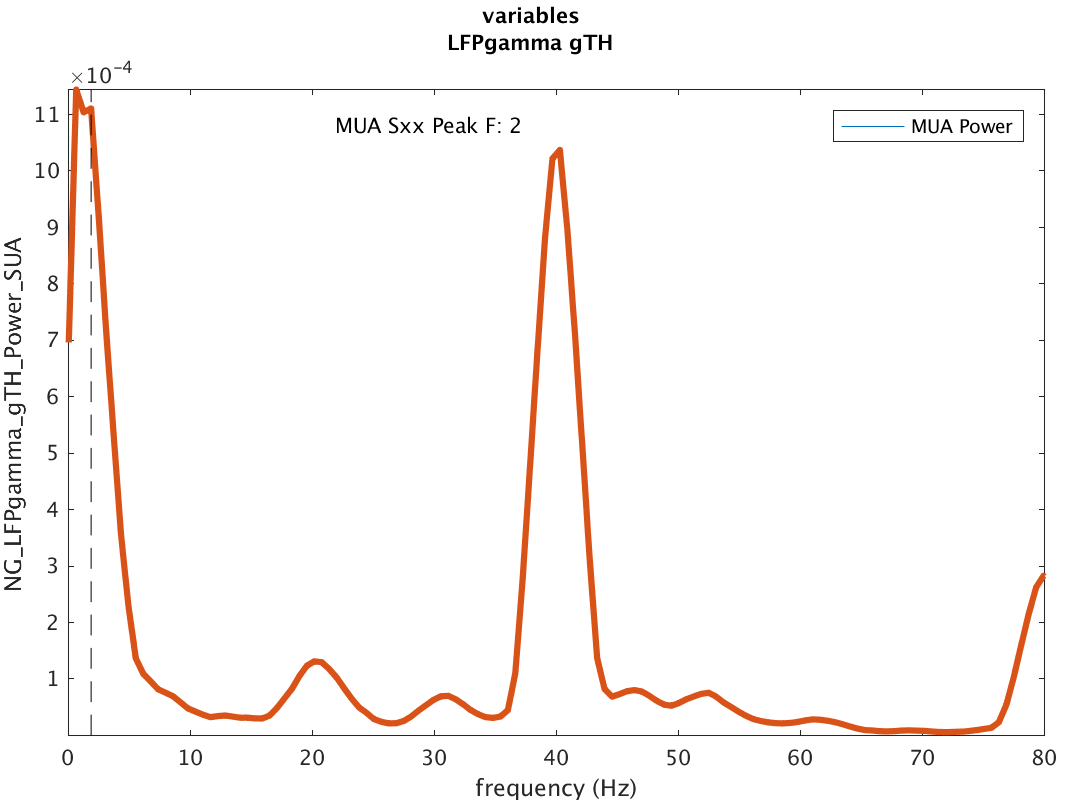 variables
LFPgamma gTH
×10⁻⁴
MUA Sxx Peak F: 2
MUA Power
11
10
9
8
7
6
5
4
3
2
1
NG_LFPgamma_gTH_Power_SUA
0 10 20 30 40 50 60 70 80
frequency (Hz)